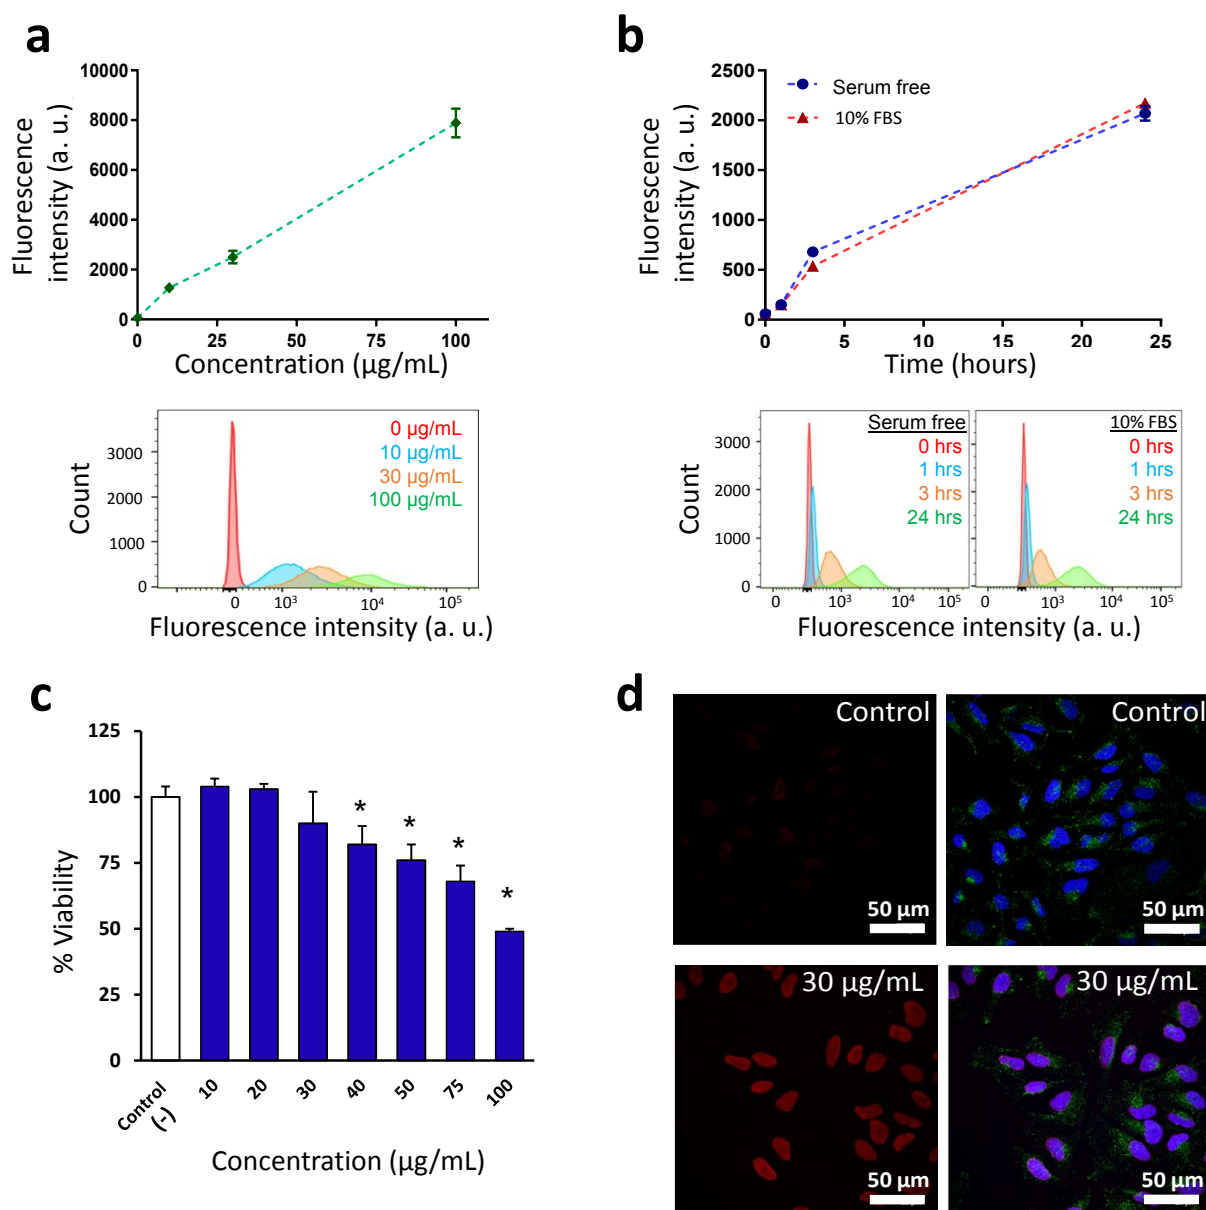 a
10000
8000
6000
4000
2000
0
0 25 50 75 100
Fluorescence
intensity (a. u.)
Concentration (µg/mL)
0 µg/mL
10 µg/mL
30 µg/mL
100 µg/mL
3000
2000
1000
0
Count
0 10³ 10⁴ 10⁵
Fluorescence intensity (a. u.)
b
2500
2000
1500
1000
500
0
0 5 10 15 20 25
Serum free
10% FBS
Fluorescence
intensity (a. u.)
Time (hours)
Serum free
0 hrs
1 hrs
3 hrs
24 hrs
10% FBS
0 hrs
1 hrs
3 hrs
24 hrs
3000
2000
1000
0
Count
0 10³ 10⁴ 10⁵
0 10³ 10⁴ 10⁵
Fluorescence intensity (a. u.)
c
125
100
75
50
25
0
% Viability
* * * *
Control
(-)
10
20
30
40
50
75
100
Concentration (µg/mL)
d
Control
50 µm
Control
50 µm
30 µg/mL
50 µm
30 µg/mL
50 µm